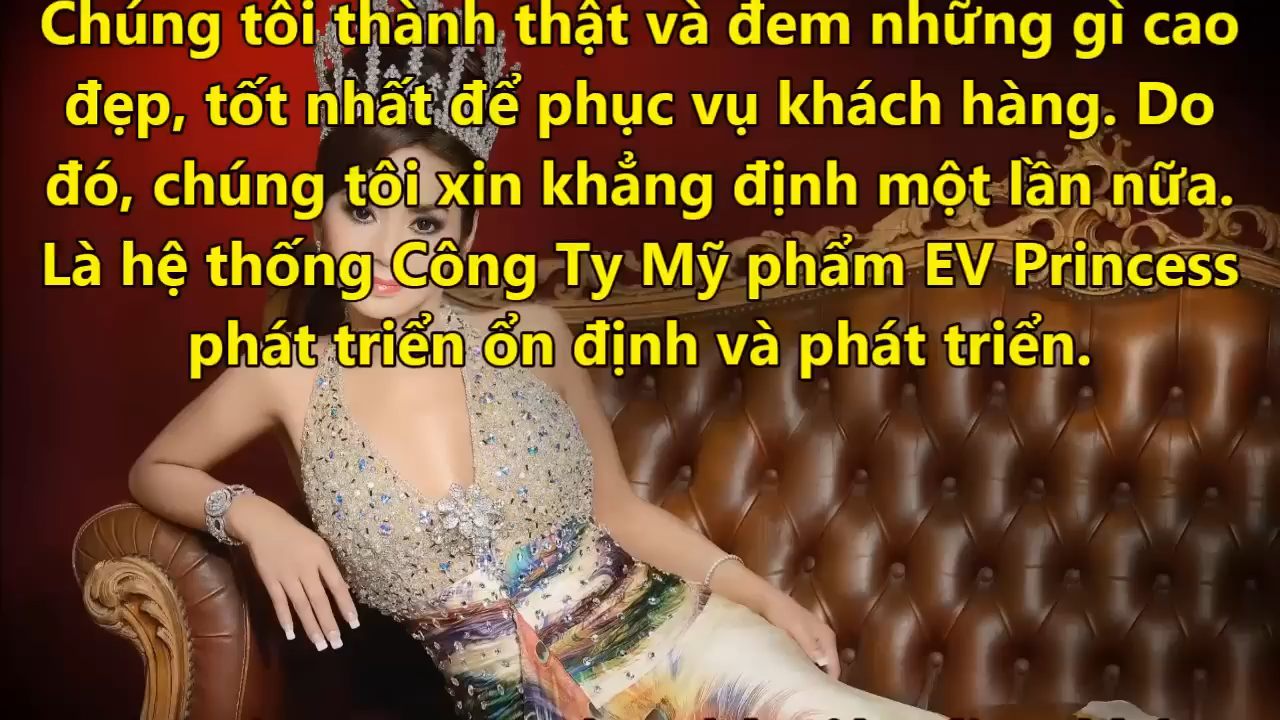 Chúng tôi thành thật và đem những gì cao
đẹp, tốt nhất để phục vụ khách hàng. Do
đó, chúng tôi xin khẳng định một lần nữa.
Là hệ thống Công Ty Mỹ phẩm EV Princess
phát triển ổn định và phát triển.